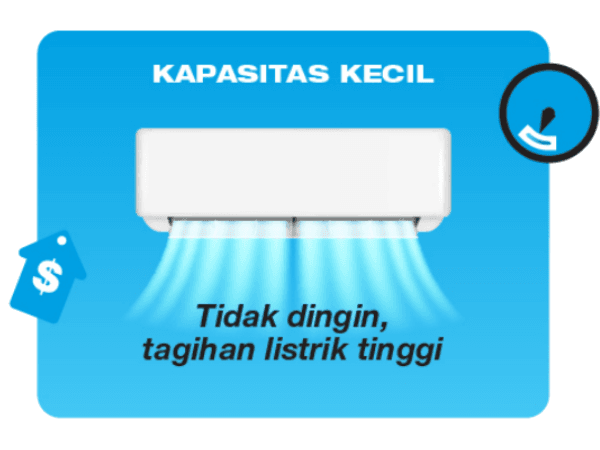 KAPASITAS KECIL
$
Tidak dingin,
tagihan listrik tinggi